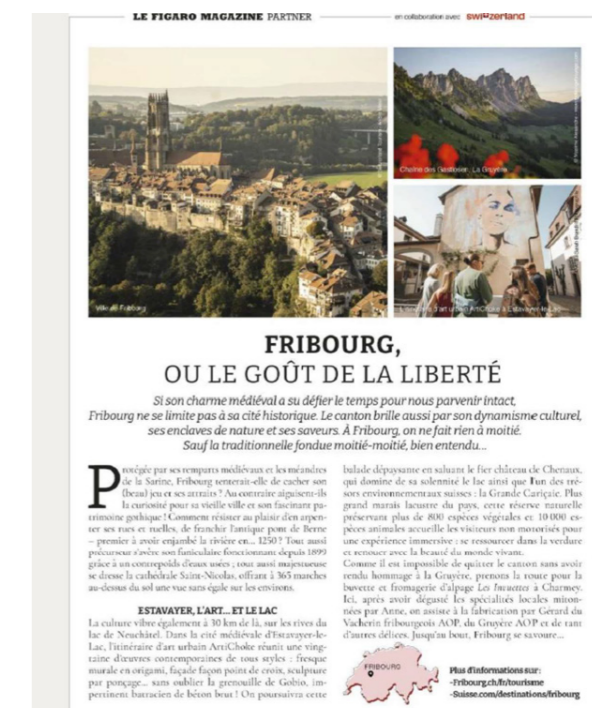 LE FIGARO MAGAZINE PARTNER
en collaboration avec
Switzerland
Chaîne des Gastlosen, La Gruyère
Ville de Fribourg
FRIBOURG,
OU LE GOÛT DE LA LIBERTÉ
Si son charme médiéval a su défier le temps pour nous parvenir intact,
Fribourg ne se limite pas à sa cité historique. Le canton brille aussi par son dynamisme culturel,
ses enclaves de nature et ses saveurs. À Fribourg, on ne fait rien à moitié.
Sauf la traditionnelle fondue moitié-moitié, bien entendu...
Protégée par ses remparts médiévaux et les méandres
de la Sarine, Fribourg tenterait-elle de cacher son
(beau) jeu et ses attraits ? Au contraire aiguisent-ils
la curiosité pour sa vieille ville et son fascinant pa-
trimoine gothique ! Comment résister au plaisir d'en arpen-
ter ses rues et ruelles, de franchir l'antique pont de Berne
– premier à avoir enjambé la rivière en... 1250 ? Tout aussi
précurseur s'avère son funiculaire fonctionnant depuis 1899
grâce à un contrepoids d'eaux usées ; tout aussi majestueuse
se dresse la cathédrale Saint-Nicolas, offrant à 365 marches
au-dessus du sol une vue sans égale sur les environs.
ESTAVAYER, L'ART... ET LE LAC
La culture vibre également à 30 km de là, sur les rives du
lac de Neuchâtel. Dans la cité médiévale d'Estavayer-le-
Lac, l'itinéraire d'art urbain ArtiChoke réunit une ving-
taine d'œuvres contemporaines de tous styles : fresque
murale en origami, façade façon point de croix, sculpture
par ponçage... sans oublier la grenouille de Gobio, im-
pertinent batracien de béton brut ! On poursuivra cette
balade dépaysante en saluant le fier château de Chenaux,
qui domine de sa solennité le lac ainsi que l'un des tré-
sors environnementaux suisses : la Grande Cariçaie. Plus
grand marais lacustre du pays, cette réserve naturelle
préservant plus de 800 espèces végétales et 10 000 es-
pèces animales accueille les visiteurs non motorisés pour
une expérience immersive : se ressourcer dans la verdure
et renouer avec la beauté du monde vivant.
Comme il est impossible de quitter le canton sans avoir
rendu hommage à la Gruyère, prenons la route pour la
buvette et fromagerie d'alpage Les Invuettes à Charmey.
Ici, après avoir dégusté les spécialités locales miton-
nées par Anne, on assiste à la fabrication par Gérard du
Vacherin fribourgeois AOP, du Gruyère AOP et de tant
d'autres délices. Jusqu'au bout, Fribourg se savoure...
FRIBOURG
Plus d'informations sur :
-Fribourg.ch/fr/tourisme
-Suisse.com/destinations/fribourg